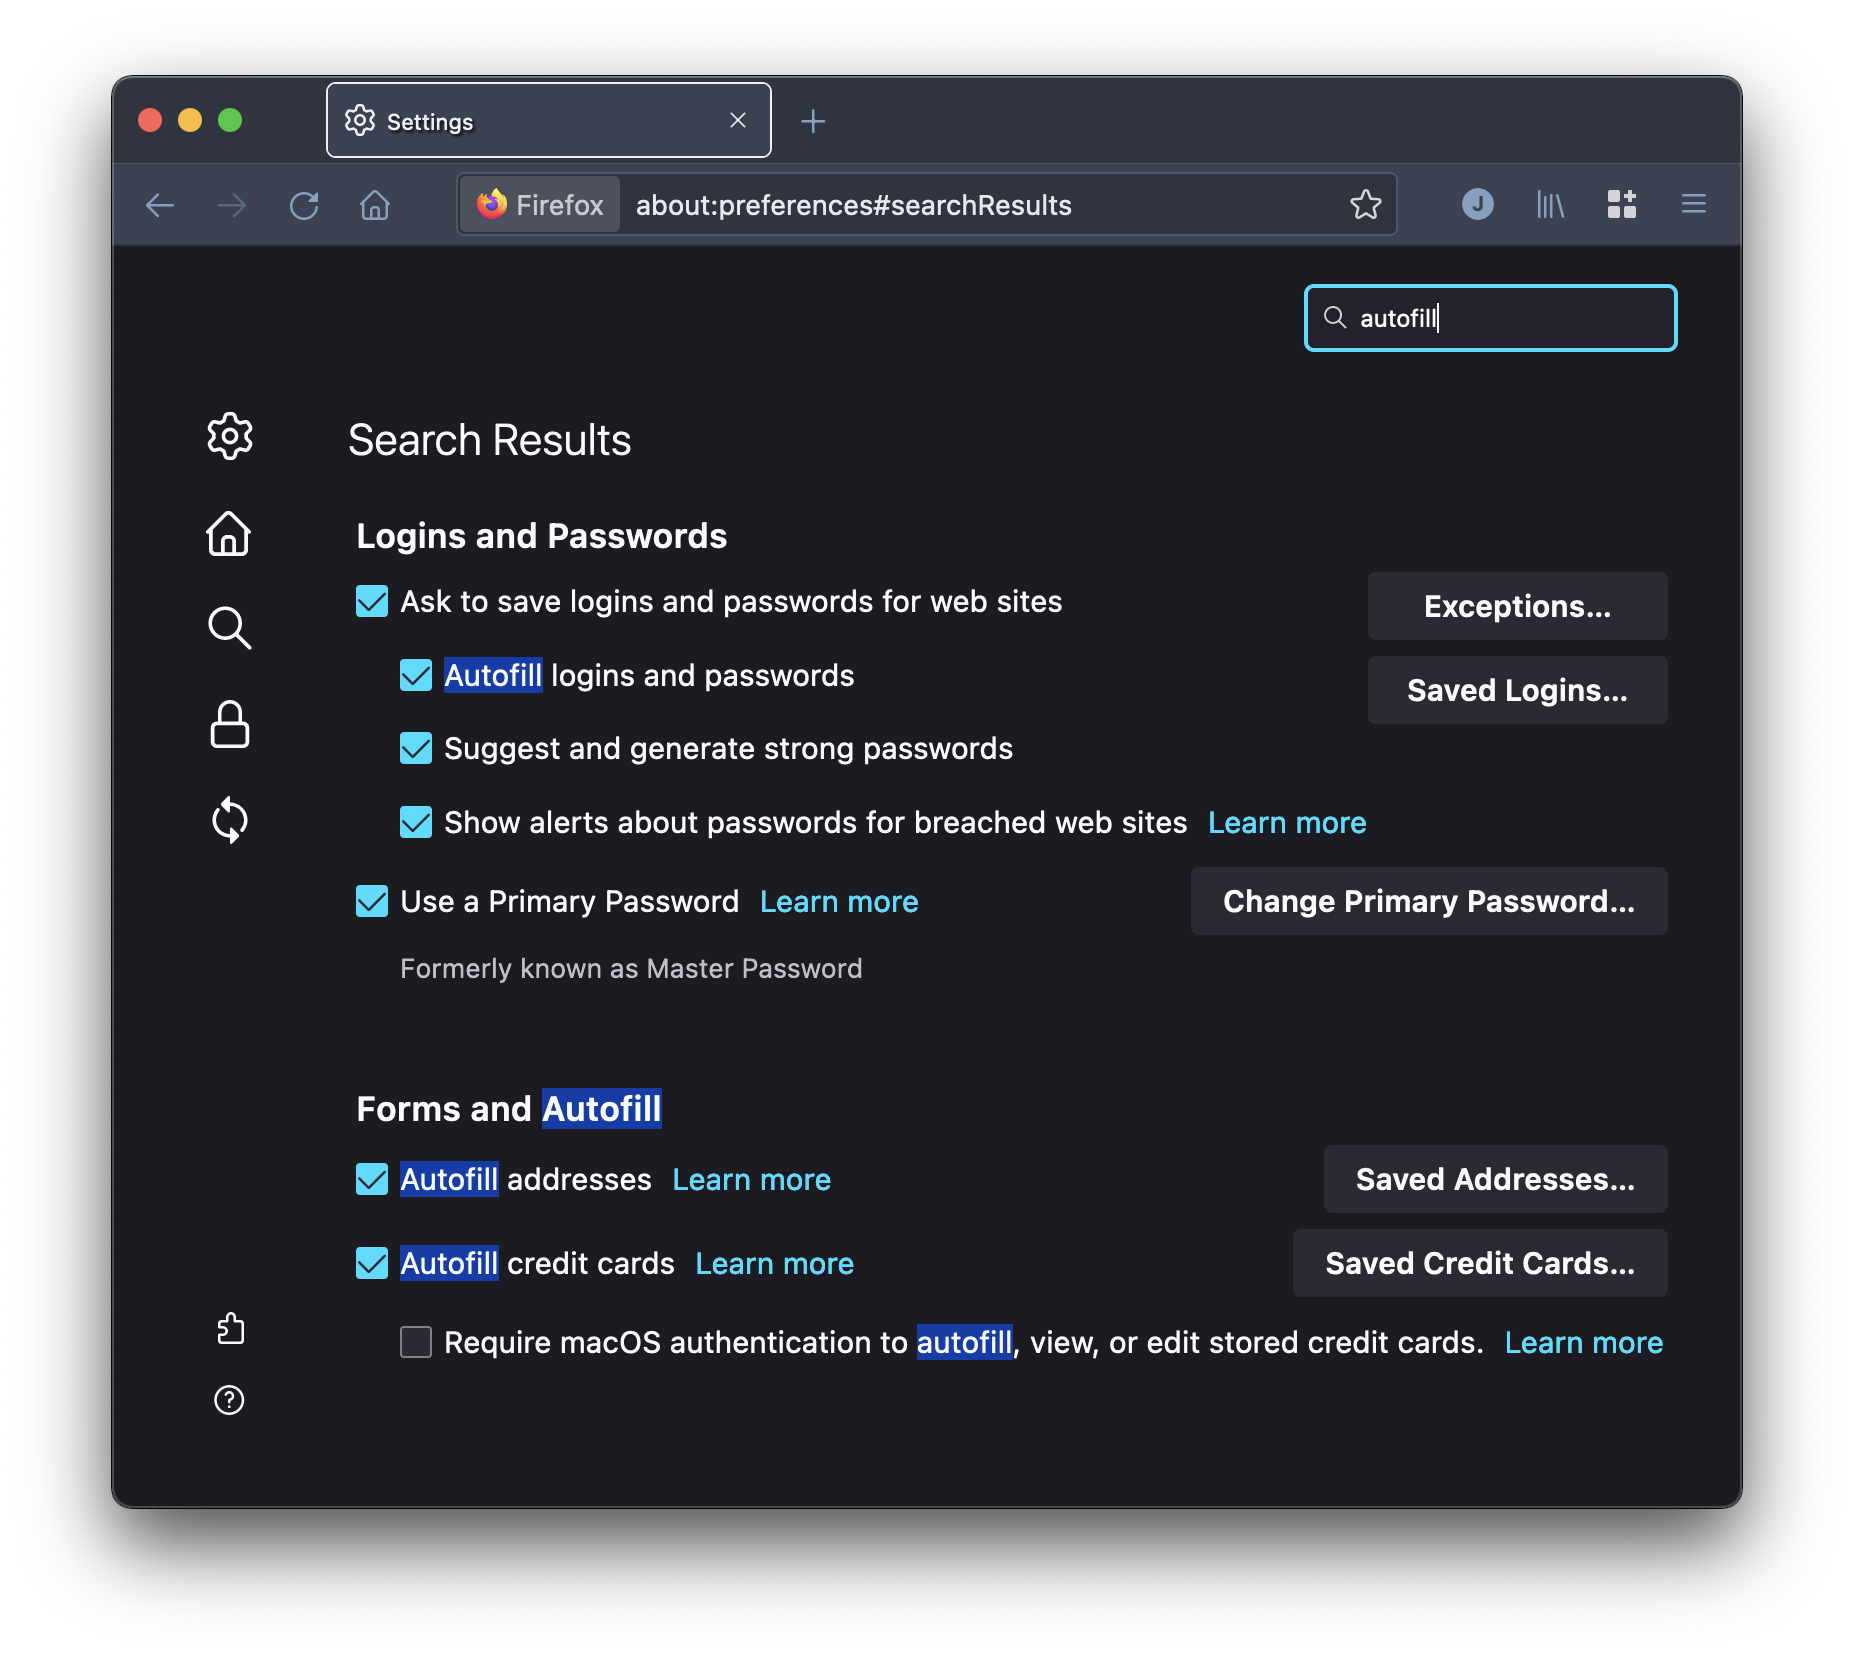 Settings
Firefox about:preferences#searchResults
J
autofill
Search Results
Logins and Passwords
Ask to save logins and passwords for web sites
Exceptions...
Autofill logins and passwords
Saved Logins...
Suggest and generate strong passwords
Show alerts about passwords for breached web sites Learn more
Use a Primary Password Learn more
Change Primary Password...
Formerly known as Master Password
Forms and Autofill
Autofill addresses Learn more
Saved Addresses...
Autofill credit cards Learn more
Saved Credit Cards...
Require macOS authentication to autofill, view, or edit stored credit cards. Learn more